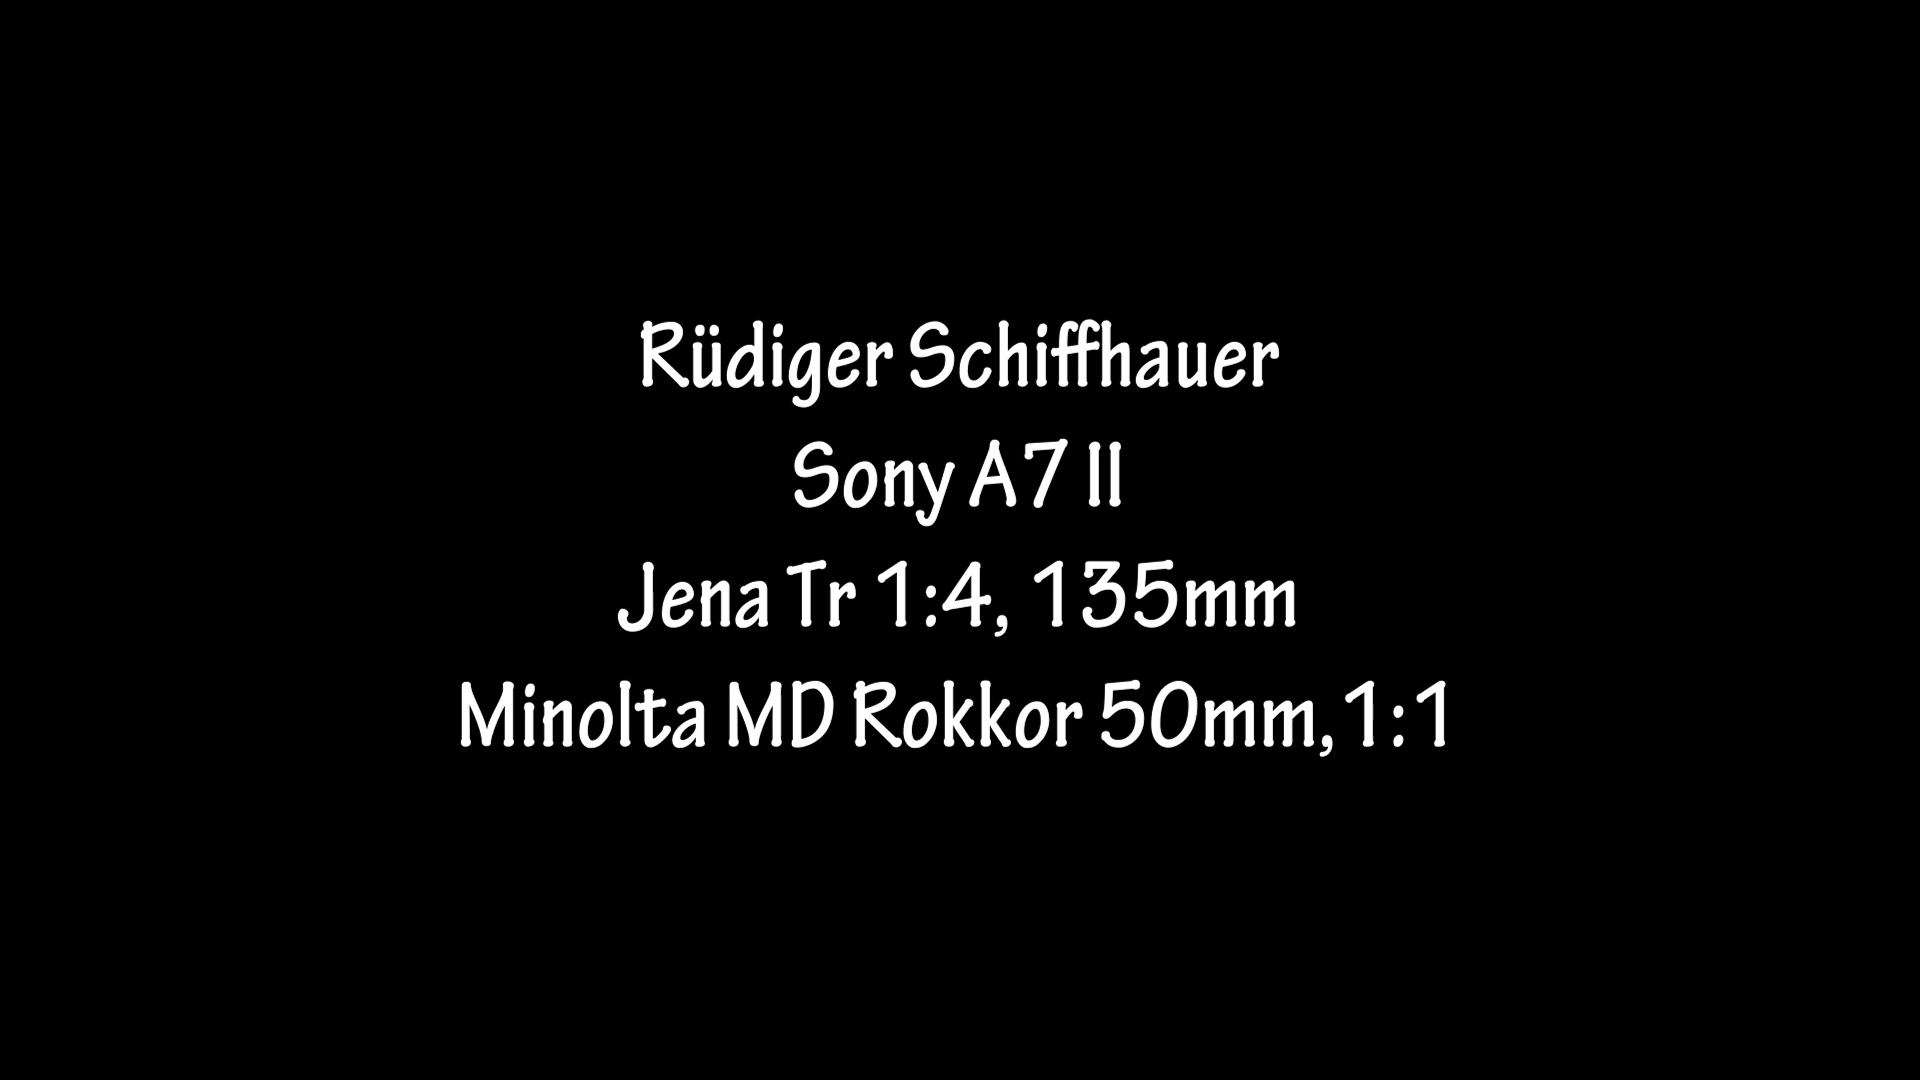 Rüdiger Schiffhauer
Sony A7 II
Jena Tr 1:4, 135mm
Minolta MD Rokkor 50mm,1:1